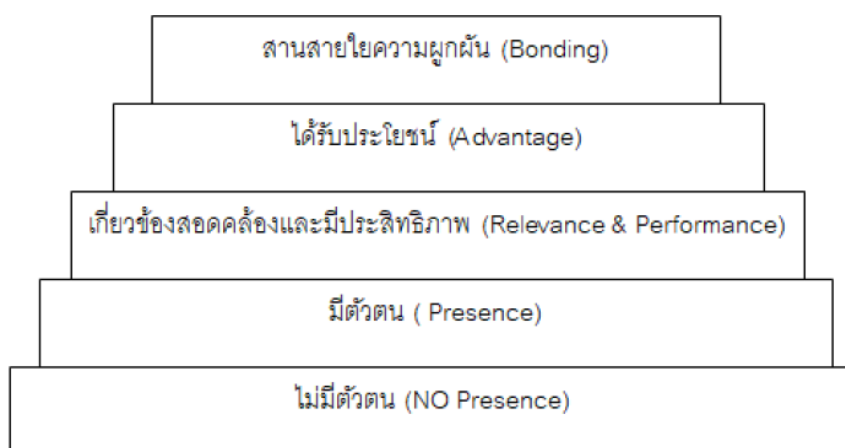 สานสายใยความผูกผัน (Bonding)
ได้รับประโยชน์ (Advantage)
เกี่ยวข้องสอดคล้องและมีประสิทธิภาพ (Relevance & Performance)
มีตัวตน ( Presence)
ไม่มีตัวตน (NO Presence)